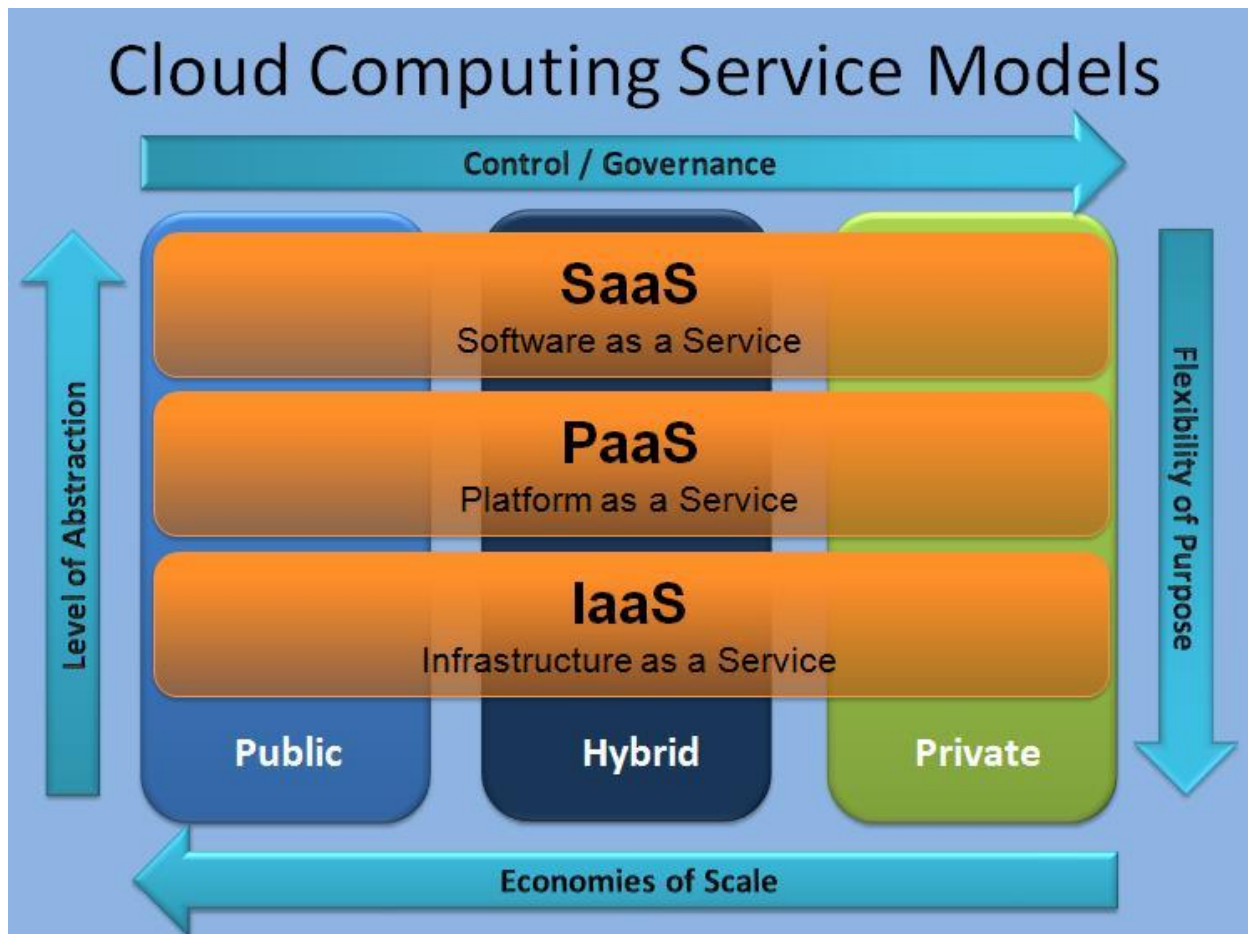 Cloud Computing Service Models
Control / Governance
Level of Abstraction
SaaS
Software as a Service
PaaS
Platform as a Service
IaaS
Infrastructure as a Service
Flexibility of Purpose
Public
Hybrid
Private
Economies of Scale